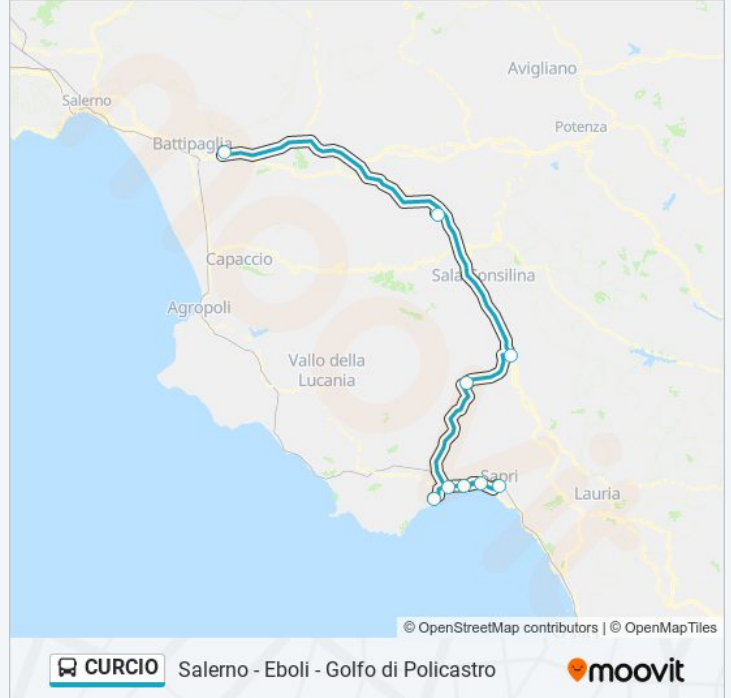 Avigliano
Salerno
Potenza
Battipaglia
Capaccio
Sala Consilina
Agropoli
Vallo della
Lucania
Sapri
Lauria
© OpenStreetMap contributors | © OpenMapTiles
CURCIO
Salerno - Eboli - Golfo di Policastro
moovit